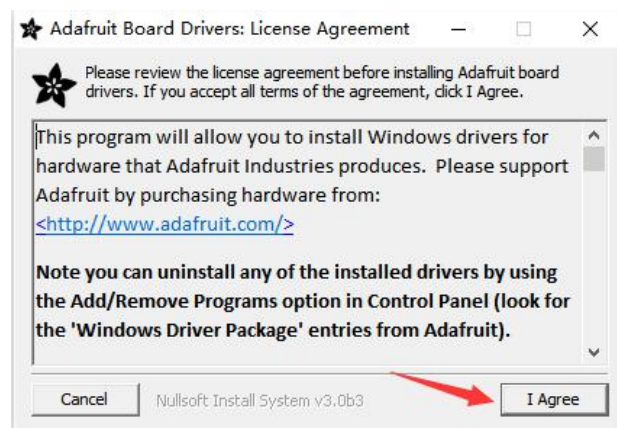 Adafruit Board Drivers: License Agreement
Please review the license agreement before installing Adafruit board
drivers. If you accept all terms of the agreement, click I Agree.
This program will allow you to install Windows drivers for
hardware that Adafruit Industries produces.  Please support
Adafruit by purchasing hardware from:
<http://www.adafruit.com/>
Note you can uninstall any of the installed drivers by using
the Add/Remove Programs option in Control Panel (look for
the 'Windows Driver Package' entries from Adafruit).
Cancel
Nullsoft Install System v3.0b3
I Agree